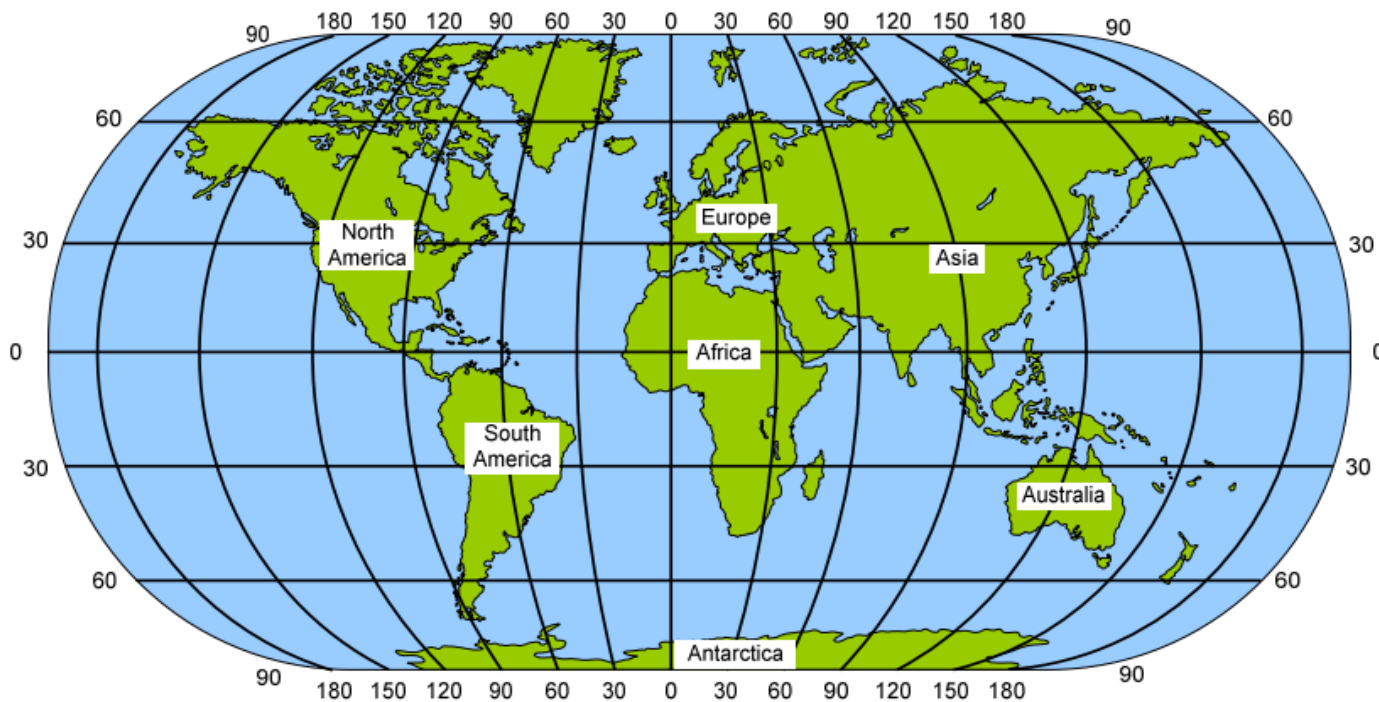 180 150 120 90 60 30 0 30 60 90 120 150 180
90 90
60 60
Europe
30 North America Asia 30
0 Africa 0
South America
30 30
Australia
60 60
Antarctica
90 90
180 150 120 90 60 30 0 30 60 90 120 150 180